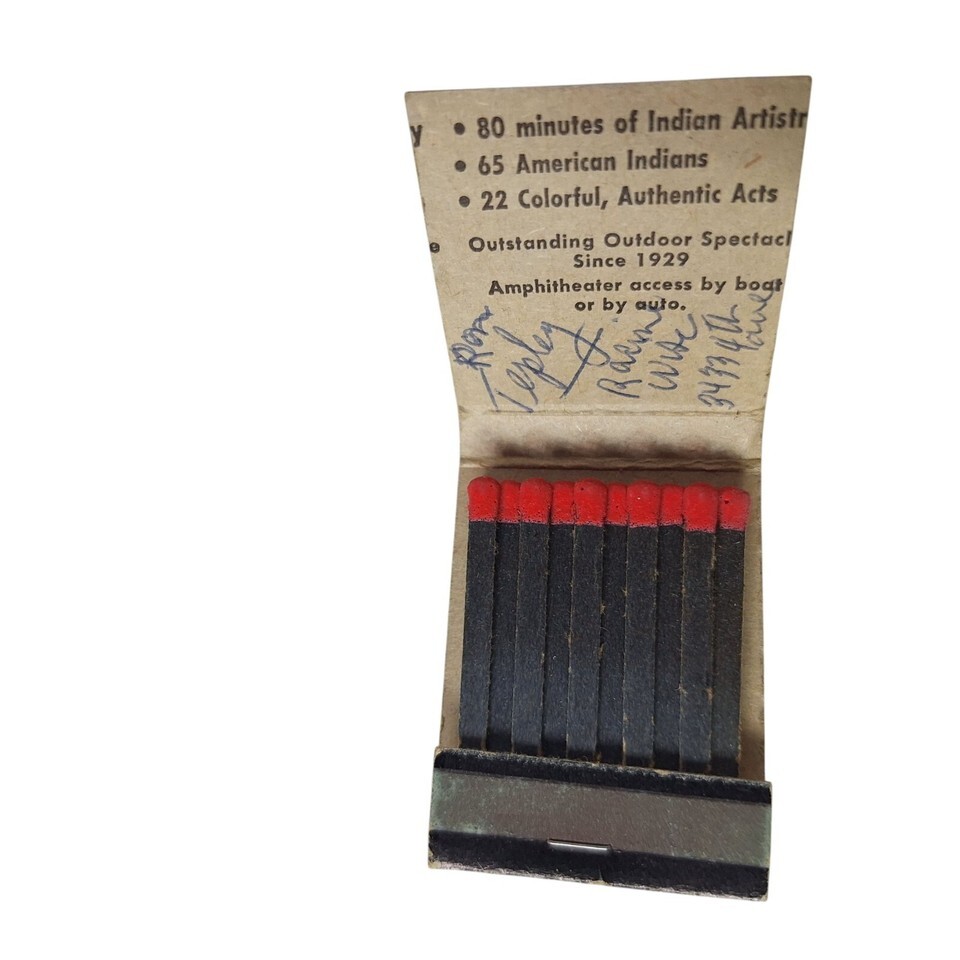 y • 80 minutes of Indian Artistr
• 65 American Indians
• 22 Colorful, Authentic Acts
e Outstanding Outdoor Spectacl
Since 1929
Amphitheater access by boat
or by auto.
Ron
Tepley
Racine
Wisc
3433 4th
ave